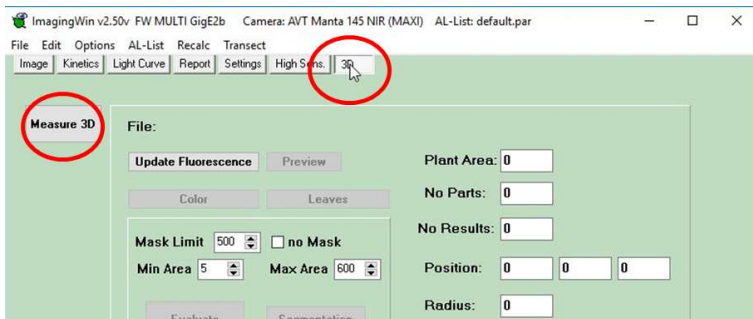 ImagingWin v2.50v FW MULTI GigE2b Camera: AVT Manta 145 NIR (MAXI) AL-List: default.par
File Edit Options AL-List Recalc Transect
Image Kinetics Light Curve Report Settings High Sens. 3D
Measure 3D
File:
Update Fluorescence Preview
Plant Area: 0
Color Leaves
No Parts: 0
No Results: 0
Mask Limit 500 no Mask
Min Area 5 Max Area 600
Position: 0 0 0
Radius: 0
Evaluate Segmentation